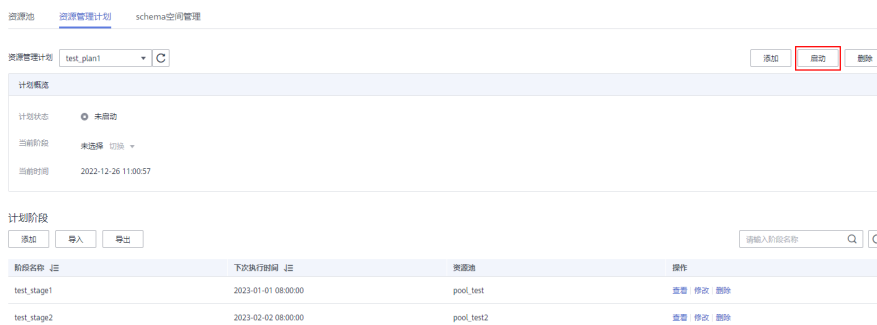 资源池 资源管理计划 schema空间管理
资源管理计划 test_plan1 添加 启动 删除
计划概览
计划状态 未启动
当前阶段 未选择 切换
当前时间 2022-12-26 11:00:57
计划阶段
添加 导入 导出 请输入阶段名称
阶段名称 下次执行时间 资源池 操作
test_stage1 2023-01-01 08:00:00 pool_test 查看 修改 删除
test_stage2 2023-02-02 08:00:00 pool_test2 查看 修改 删除